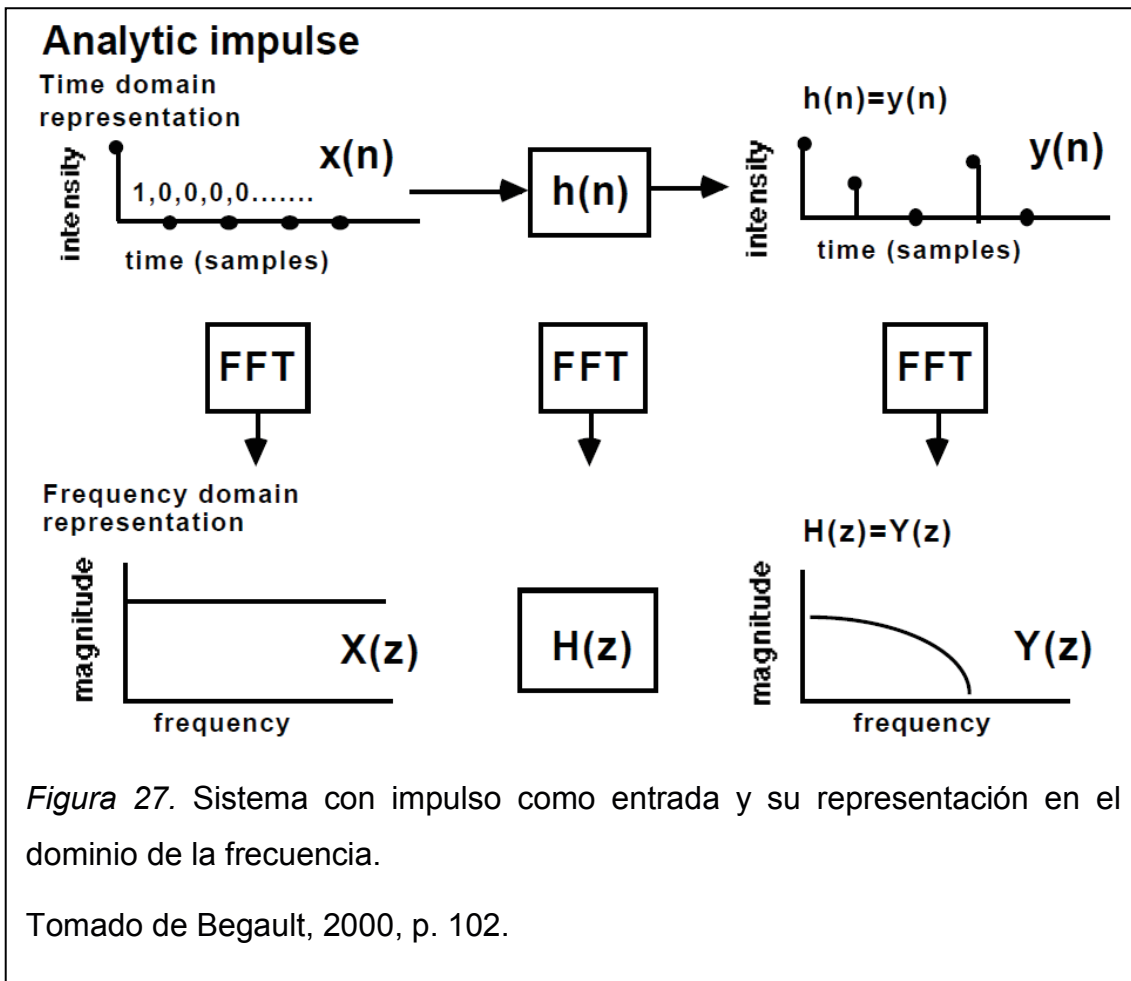 Analytic impulse
Time domain
representation
intensity
x(n)
1,0,0,0,0.......
time (samples)
h(n)
h(n)=y(n)
intensity
y(n)
time (samples)
FFT
FFT
FFT
Frequency domain
representation
magnitude
X(z)
frequency
H(z)
H(z)=Y(z)
magnitude
Y(z)
frequency
Figura 27. Sistema con impulso como entrada y su representación en el
dominio de la frecuencia.
Tomado de Begault, 2000, p. 102.